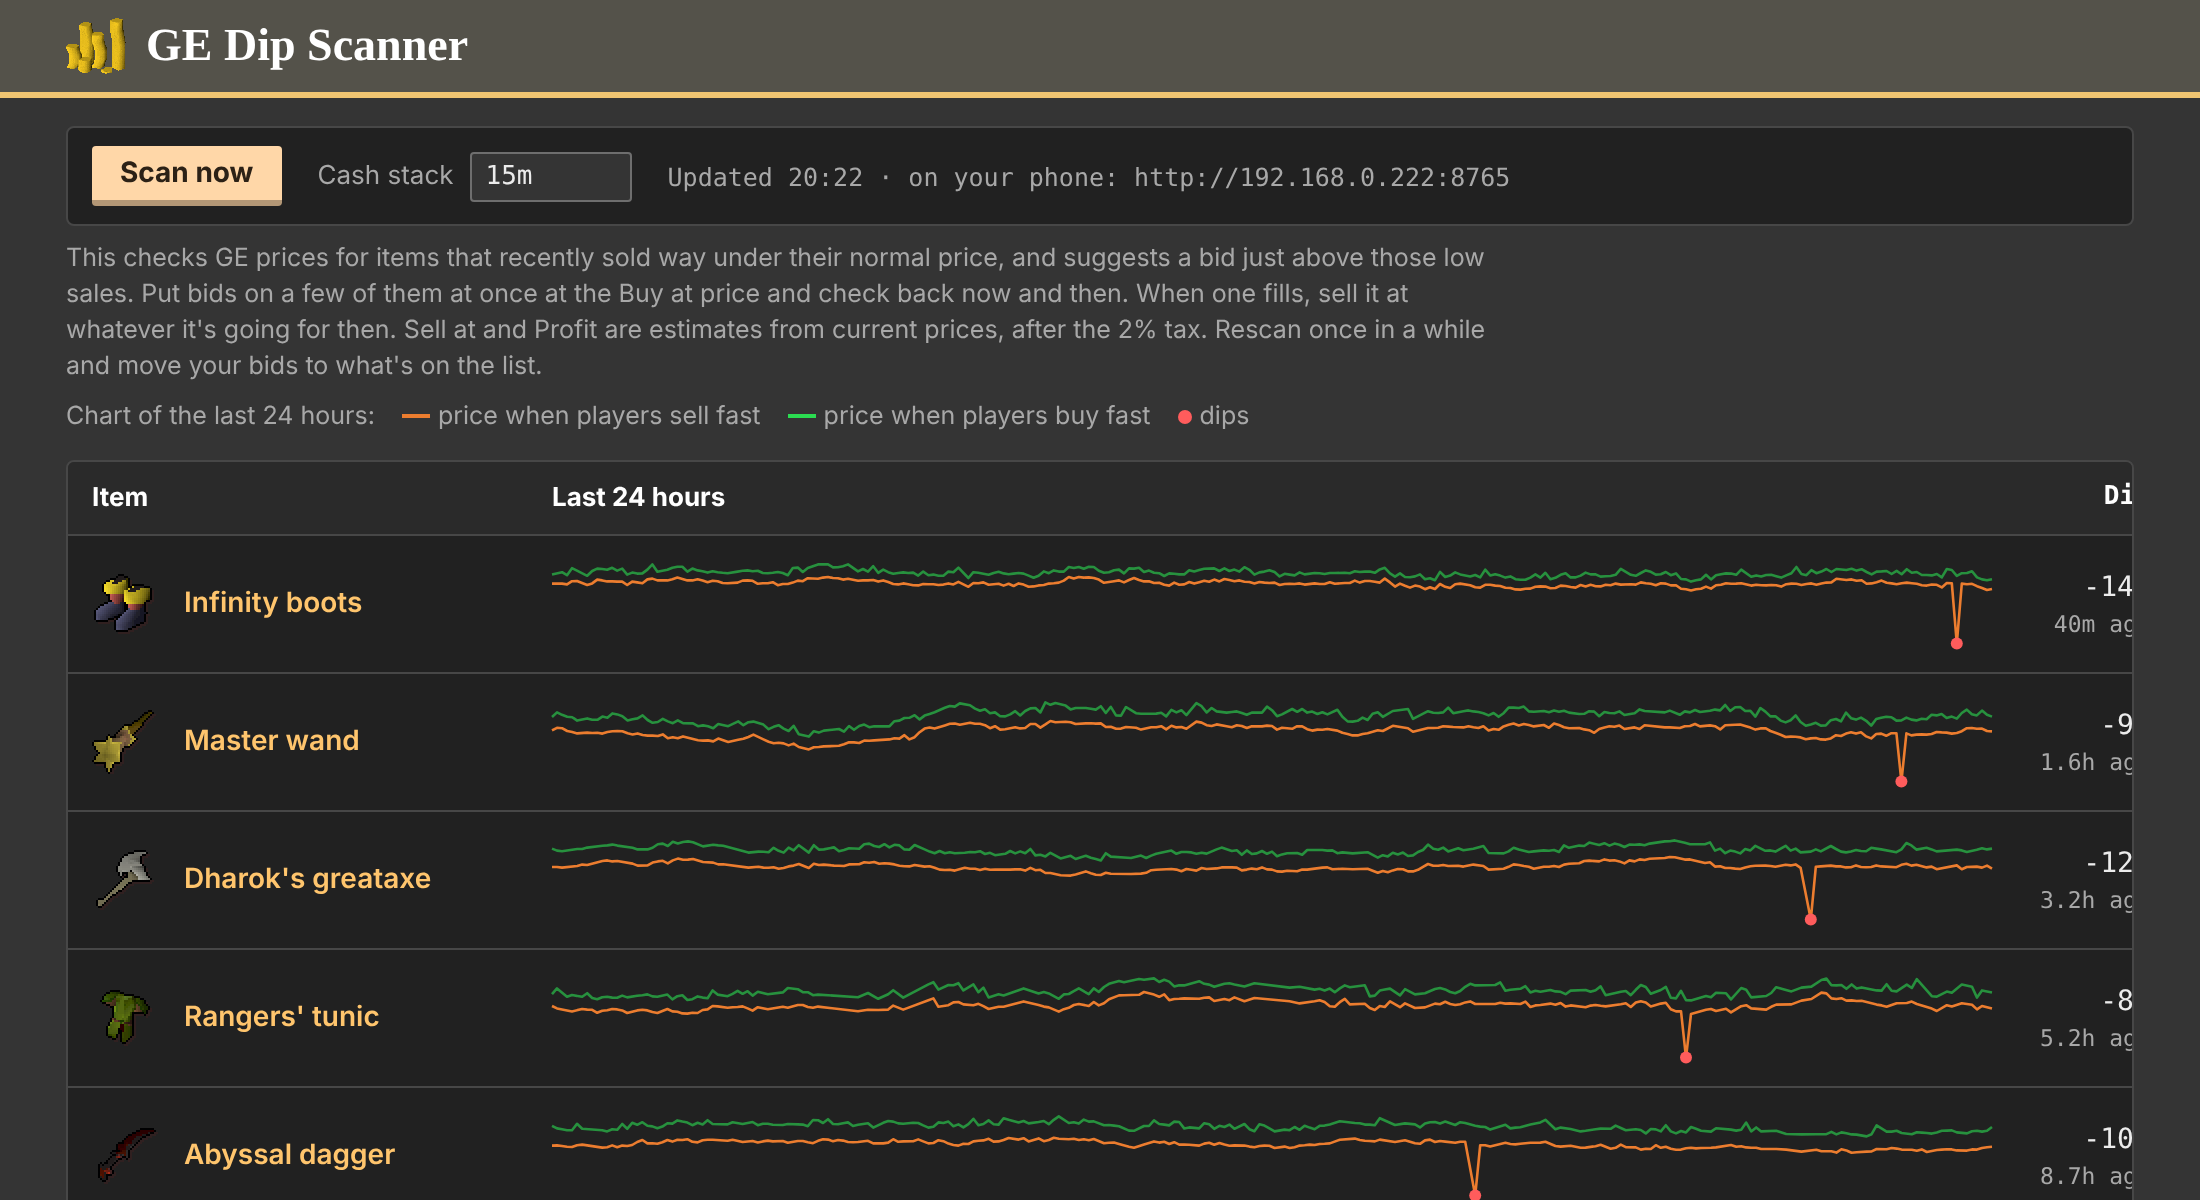 GE Dip Scanner
Scan now
Cash stack
15m
Updated 20:22 · on your phone: http://192.168.0.222:8765
This checks GE prices for items that recently sold way under their normal price, and suggests a bid just above those low
sales. Put bids on a few of them at once at the Buy at price and check back now and then. When one fills, sell it at
whatever it's going for then. Sell at and Profit are estimates from current prices, after the 2% tax. Rescan once in a while
and move your bids to what's on the list.
Chart of the last 24 hours: price when players sell fast price when players buy fast dips
Item Last 24 hours Di
Infinity boots -14
40m ag
Master wand -9
1.6h ag
Dharok's greataxe -12
3.2h ag
Rangers' tunic -8
5.2h ag
Abyssal dagger -10
8.7h ag